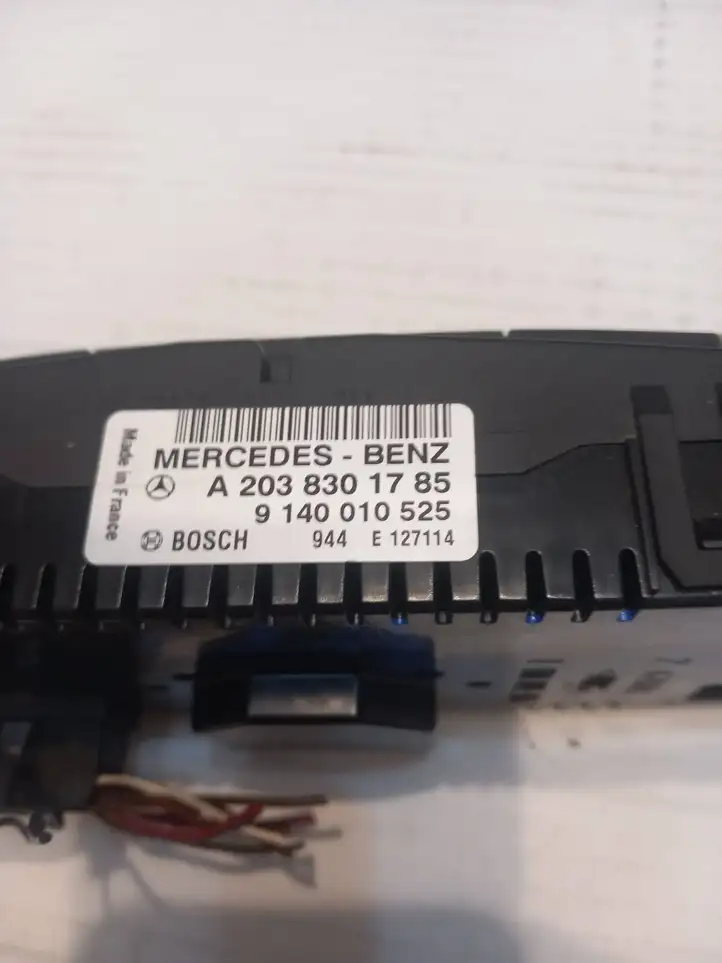 Made in France
MERCEDES - BENZ
A 203 830 17 85
9 140 010 525
BOSCH 944 E 127114